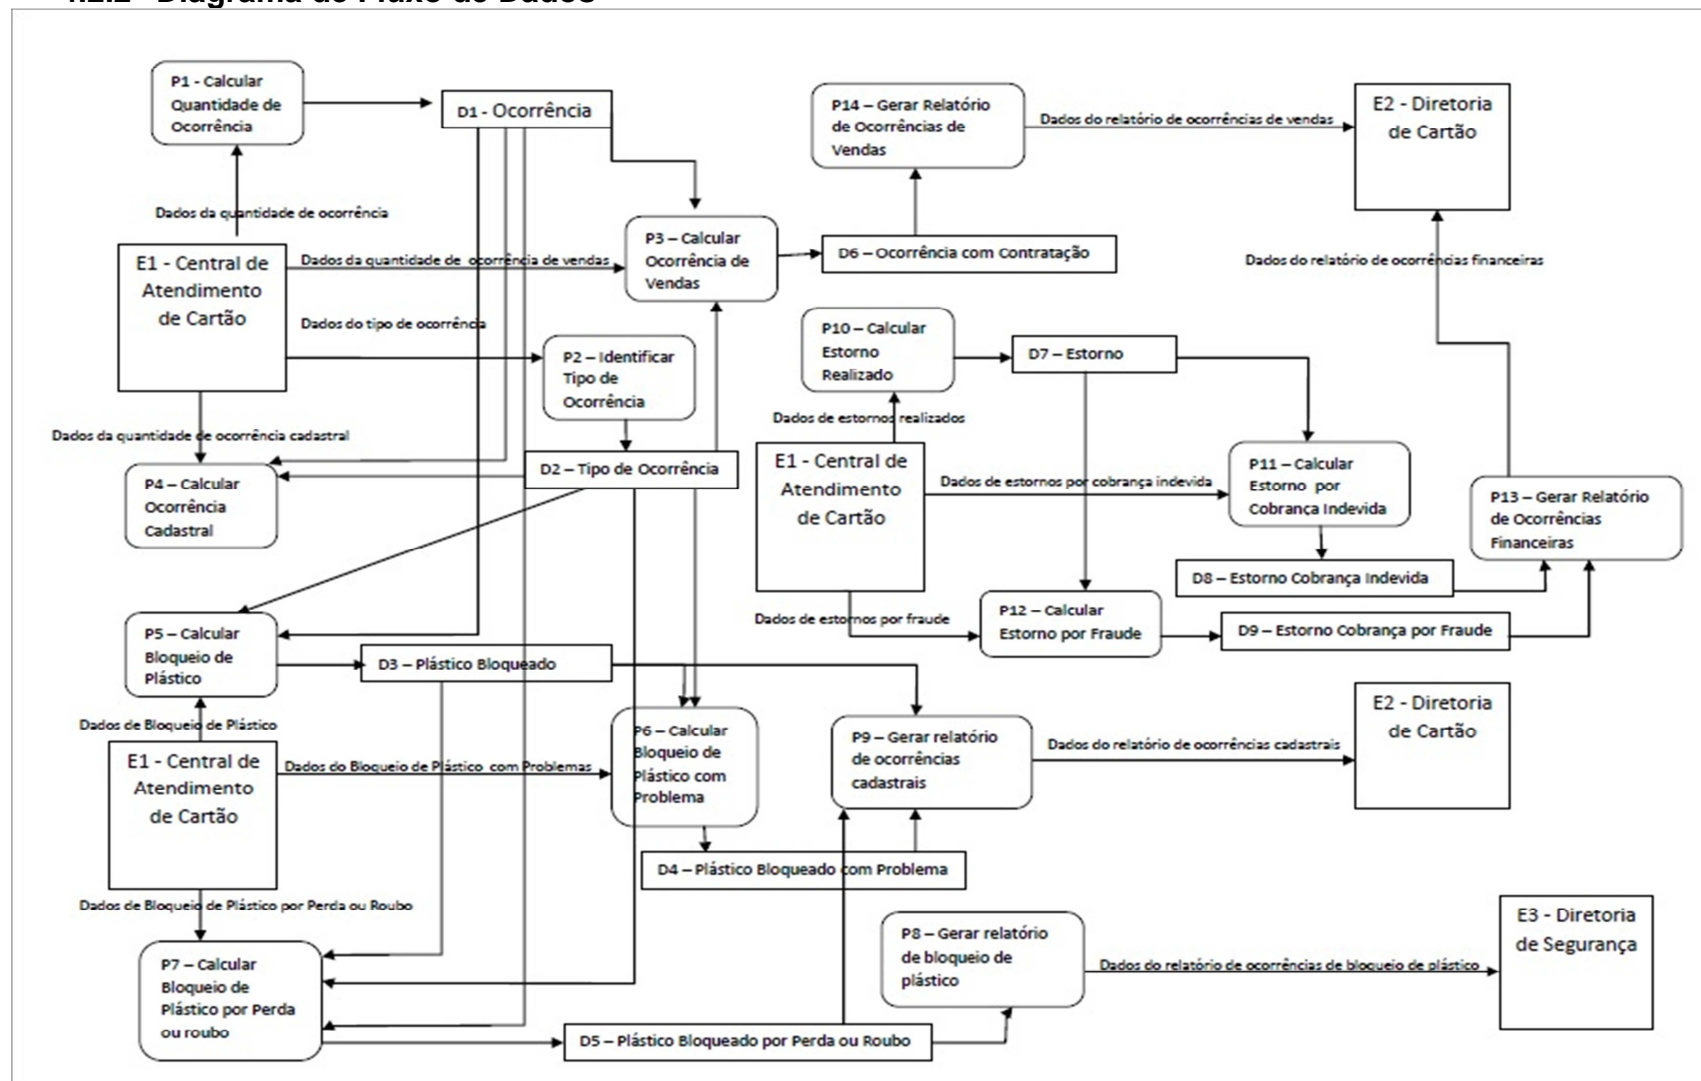 4.2.2 Diagrama de Fluxo de Dados
P1 - Calcular
Quantidade de
Ocorrência
D1 - Ocorrência
Dados da quantidade de ocorrência
E1 - Central de
Atendimento
de Cartão
Dados da quantidade de ocorrência de vendas
Dados do tipo de ocorrência
P3 – Calcular
Ocorrência de
Vendas
P2 – Identificar
Tipo de
Ocorrência
Dados da quantidade de ocorrência cadastral
P4 – Calcular
Ocorrência
Cadastral
D2 – Tipo de Ocorrência
P14 – Gerar Relatório
de Ocorrências de
Vendas
Dados do relatório de ocorrências de vendas
E2 - Diretoria
de Cartão
D6 – Ocorrência com Contratação
Dados do relatório de ocorrências financeiras
P10 – Calcular
Estorno
Realizado
D7 – Estorno
Dados de estornos realizados
E1 - Central de
Atendimento
de Cartão
Dados de estornos por cobrança indevida
P11 – Calcular
Estorno por
Cobrança Indevida
P13 – Gerar Relatório
de Ocorrências
Financeiras
D8 – Estorno Cobrança Indevida
Dados de estornos por fraude
P12 – Calcular
Estorno por Fraude
D9 – Estorno Cobrança por Fraude
P5 – Calcular
Bloqueio de
Plástico
D3 – Plástico Bloqueado
Dados de Bloqueio de Plástico
E1 - Central de
Atendimento
de Cartão
Dados do Bloqueio de Plástico com Problemas
P6 – Calcular
Bloqueio de
Plástico com
Problema
P9 – Gerar relatório
de ocorrências
cadastrais
Dados do relatório de ocorrências cadastrais
E2 - Diretoria
de Cartão
D4 – Plástico Bloqueado com Problema
Dados de Bloqueio de Plástico por Perda ou Roubo
P7 – Calcular
Bloqueio de
Plástico por Perda
ou roubo
D5 – Plástico Bloqueado por Perda ou Roubo
P8 – Gerar relatório
de bloqueio de
plástico
Dados do relatório de ocorrências de bloqueio de plástico
E3 - Diretoria
de Segurança